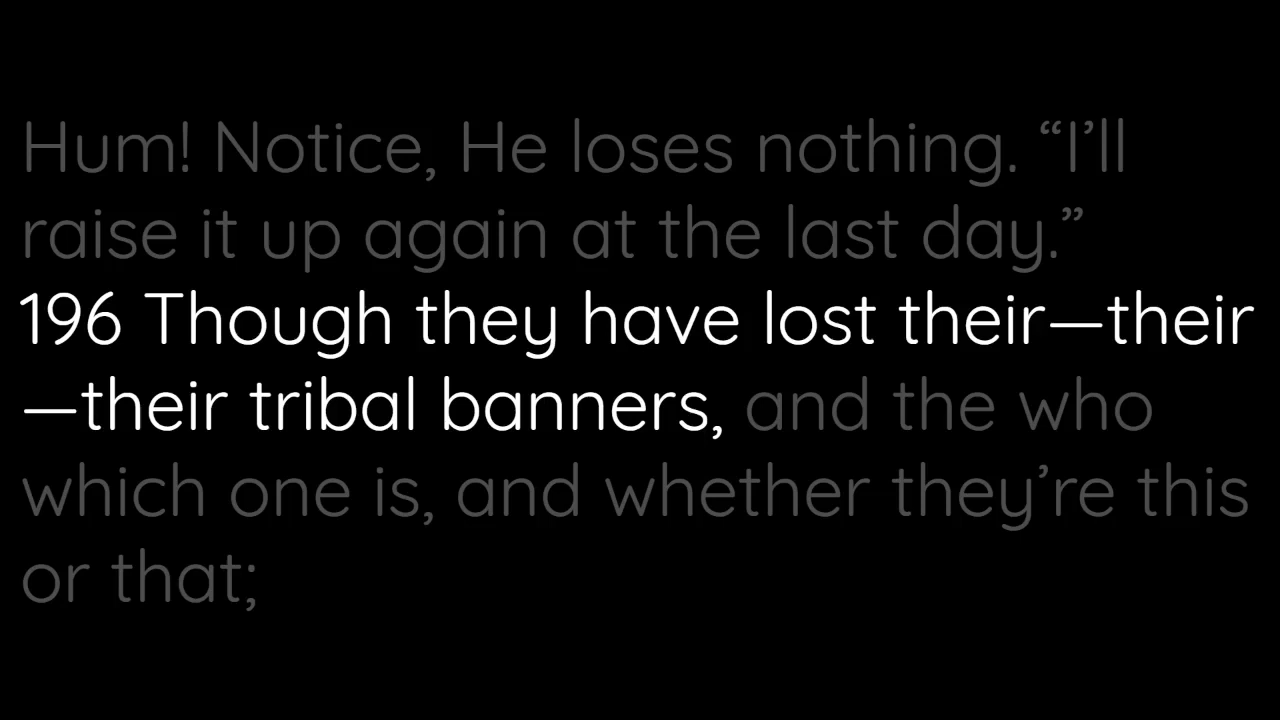 Hum! Notice, He loses nothing. “I’ll
raise it up again at the last day.”
196 Though they have lost their—their
—their tribal banners, and the who
which one is, and whether they’re this
or that;